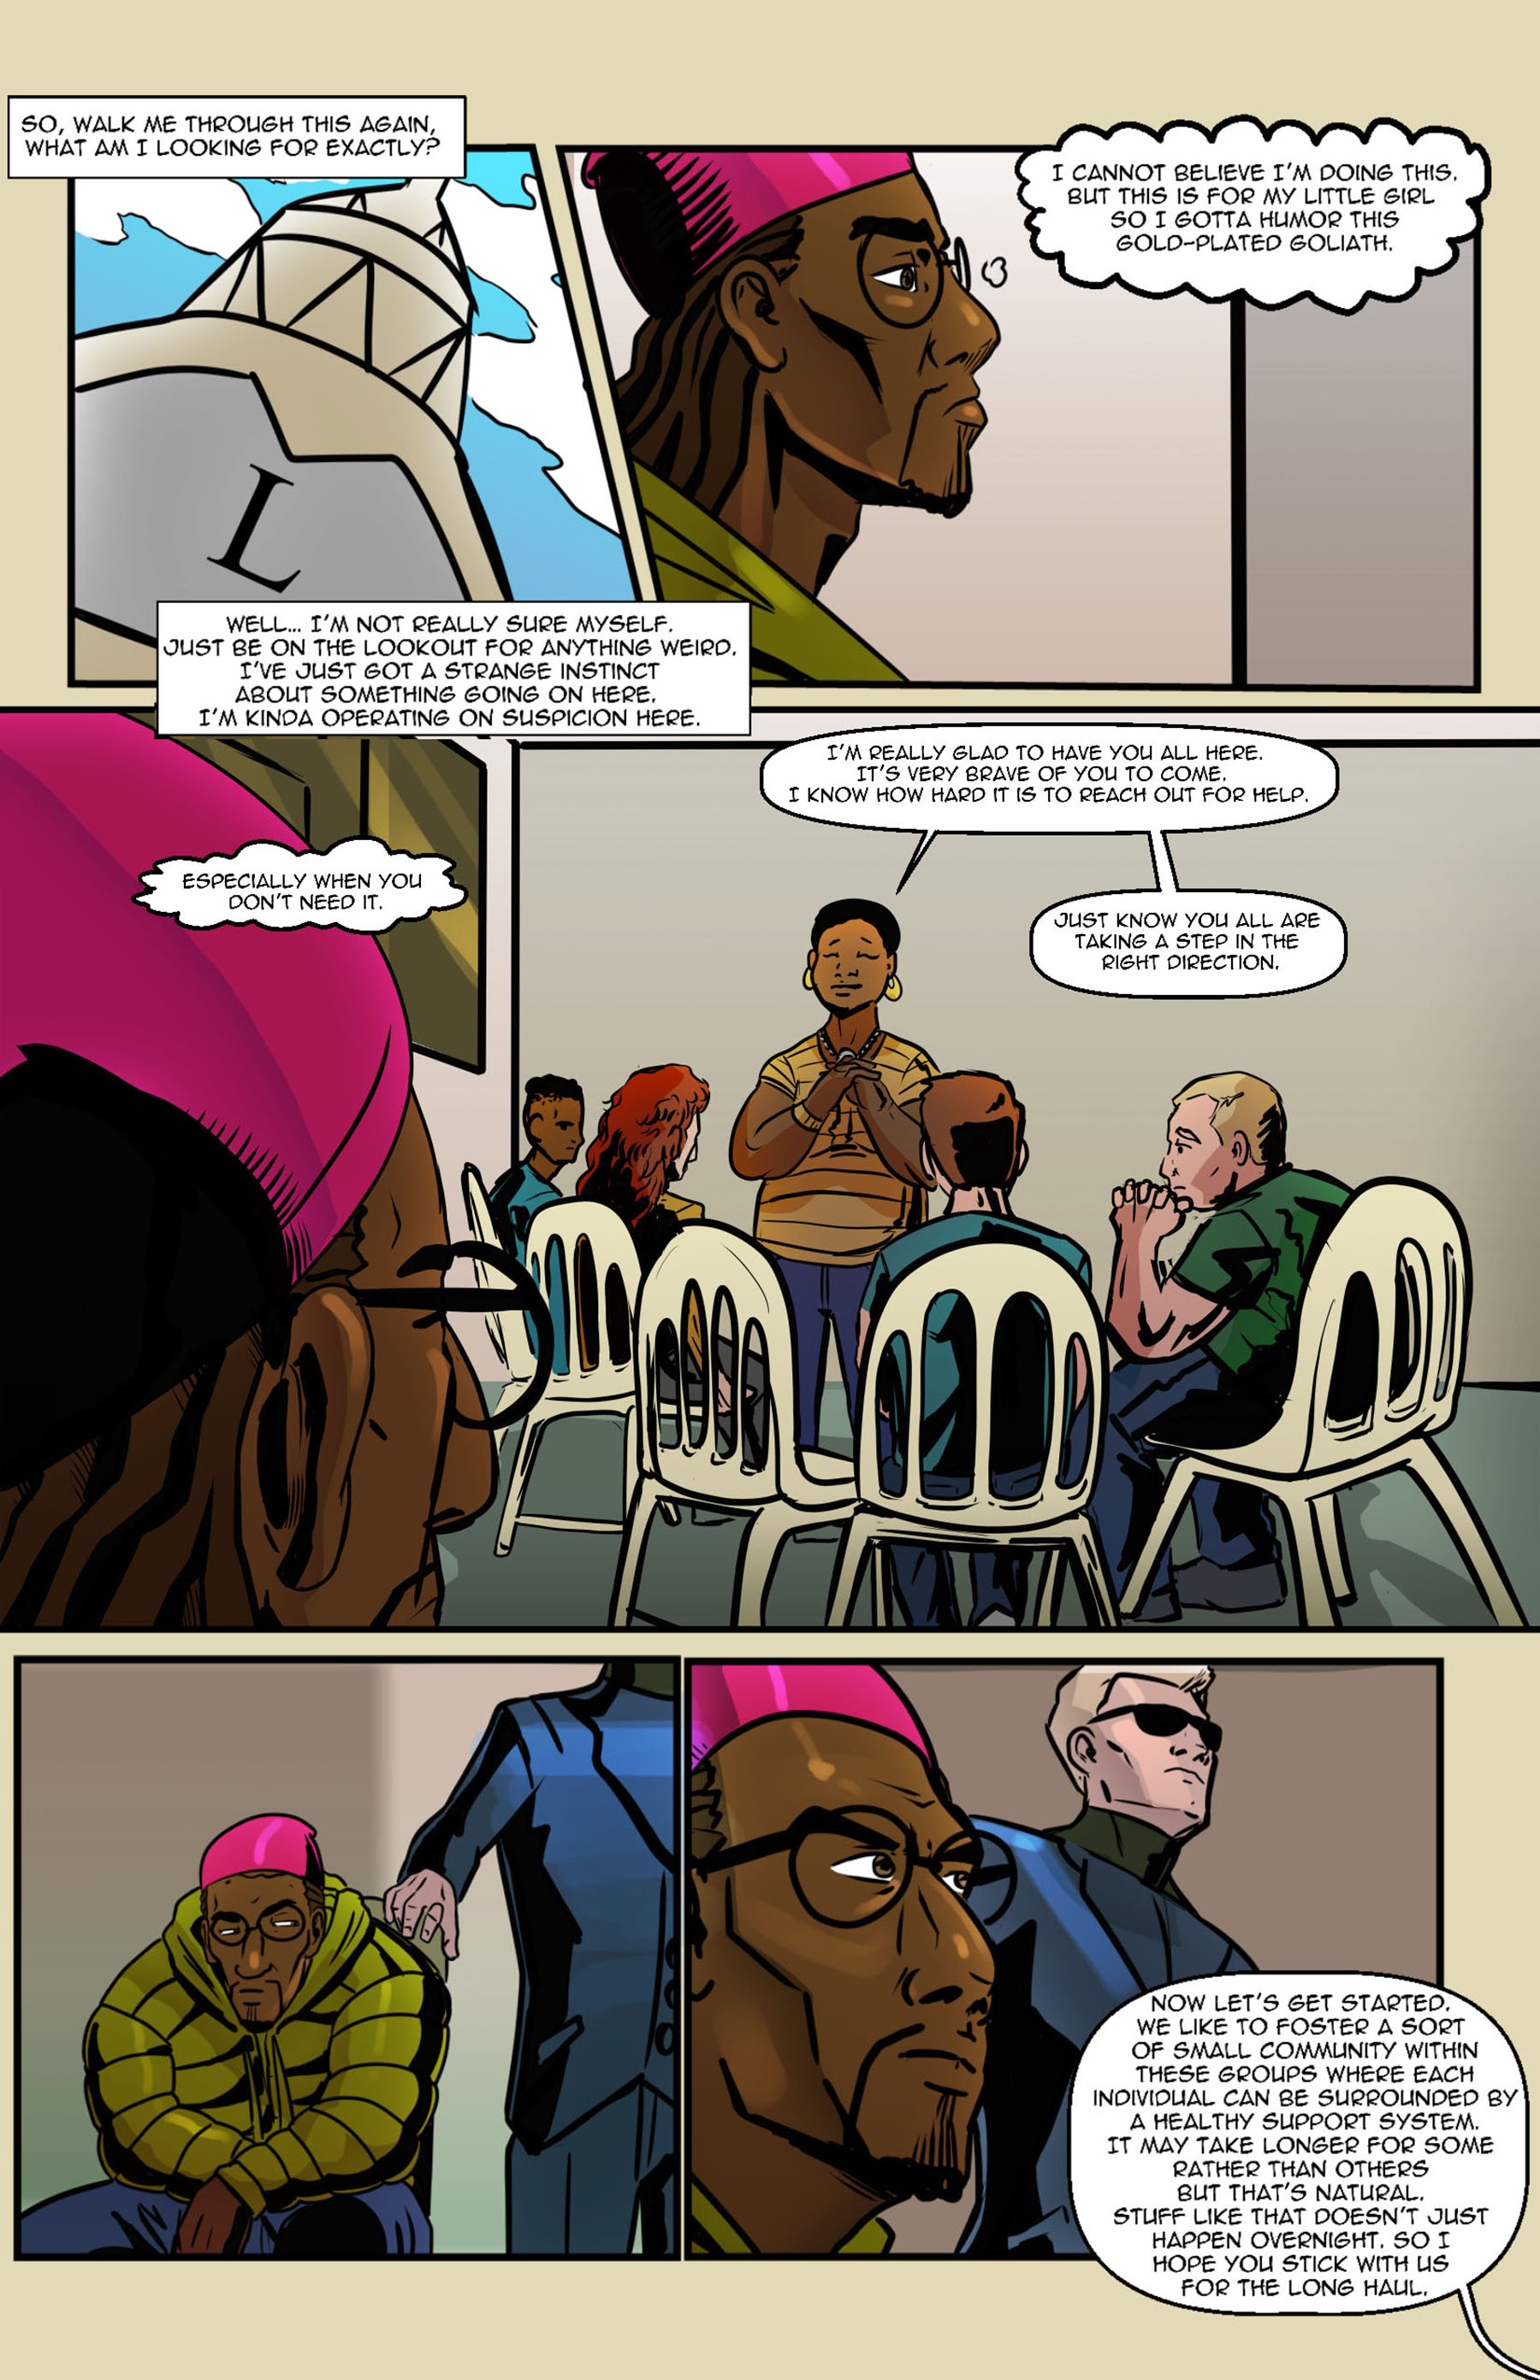 SO, WALK ME THROUGH THIS AGAIN,
WHAT AM I LOOKING FOR EXACTLY?
I CANNOT BELIEVE I'M DOING THIS.
BUT THIS IS FOR MY LITTLE GIRL
SO I GOTTA HUMOR THIS
GOLD-PLATED GOLIATH.
L
WELL... I'M NOT REALLY SURE MYSELF.
JUST BE ON THE LOOKOUT FOR ANYTHING WEIRD.
I'VE JUST GOT A STRANGE INSTINCT
ABOUT SOMETHING GOING ON HERE.
I'M KINDA OPERATING ON SUSPICION HERE.
I'M REALLY GLAD TO HAVE YOU ALL HERE.
IT'S VERY BRAVE OF YOU TO COME.
I KNOW HOW HARD IT IS TO REACH OUT FOR HELP.
ESPECIALLY WHEN YOU
DON'T NEED IT.
JUST KNOW YOU ALL ARE
TAKING A STEP IN THE
RIGHT DIRECTION.
NOW LET'S GET STARTED.
WE LIKE TO FOSTER A SORT
OF SMALL COMMUNITY WITHIN
THESE GROUPS WHERE EACH
INDIVIDUAL CAN BE SURROUNDED BY
A HEALTHY SUPPORT SYSTEM.
IT MAY TAKE LONGER FOR SOME
RATHER THAN OTHERS
BUT THAT'S NATURAL.
STUFF LIKE THAT DOESN'T JUST
HAPPEN OVERNIGHT. SO I
HOPE YOU STICK WITH US
FOR THE LONG HAUL.